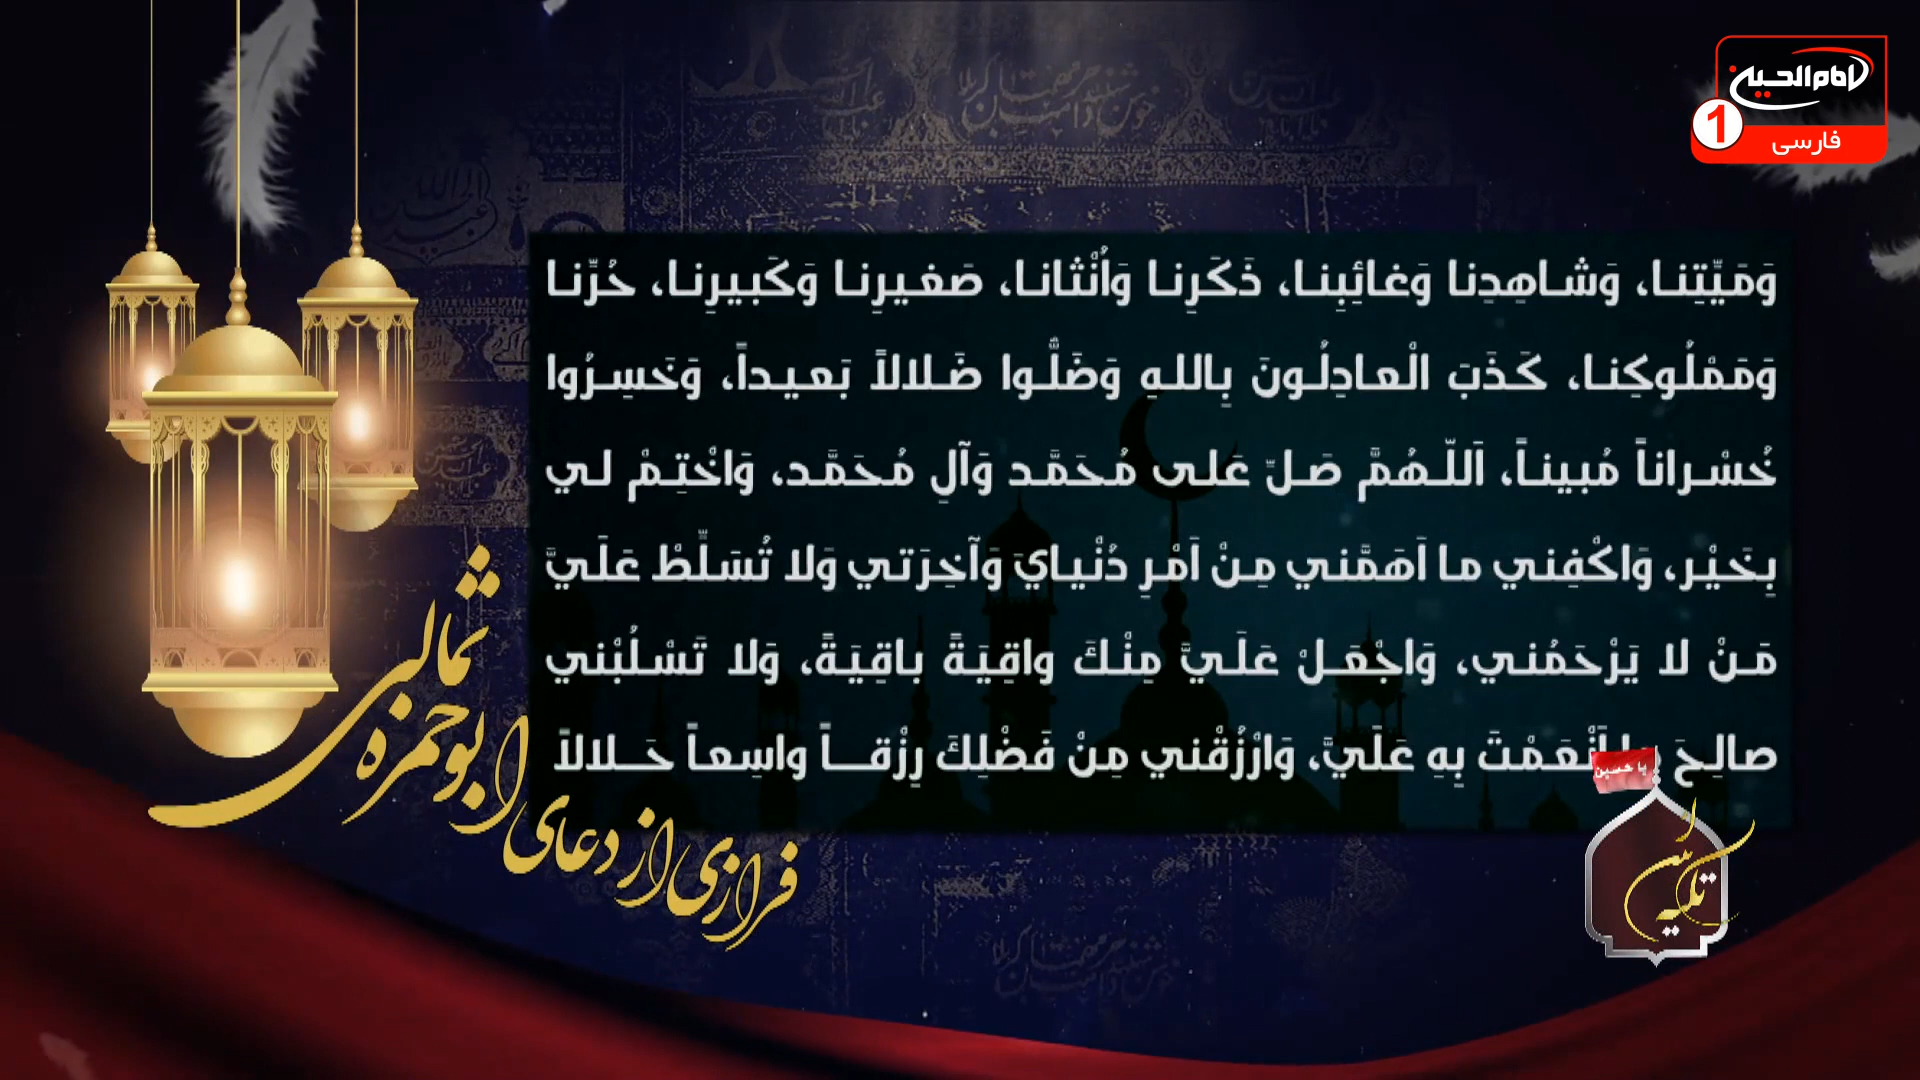 امام الحسین
1
فارسی
وَمَيِّتِنا، وَشاهِدِنا وَغائِبِنا، ذَكَرِنا وَاُنْثانا، صَغيرِنا وَكَبيرِنا، حُرِّنا
وَمَمْلُوكِنا، كَذَبَ الْعادِلُونَ بِاللهِ وَضَلُّوا ضَلالاً بَعيداً، وَخَسِرُوا
خُسْراناً مُبيناً، اَللّهُمَّ صَلِّ عَلى مُحَمَّد وَآلِ مُحَمَّد، وَاخْتِمْ لي
بِخَيْر، وَاكْفِني ما اَهَمَّني مِنْ اَمْرِ دُنْيايَ وَآخِرَتي وَلا تُسَلِّطْ عَلَيَّ
مَنْ لا يَرْحَمُني، وَاجْعَلْ عَلَيَّ مِنْكَ واقِيَةً باقِيَةً، وَلا تَسْلُبْني
صالِحَ ما اَنْعَمْتَ بِهِ عَلَيَّ، وَارْزُقْني مِنْ فَضْلِكَ رِزْقاً واسِعاً حَلالاً
فرازی از دعای ابوحمزه ثمالی
یا حسین